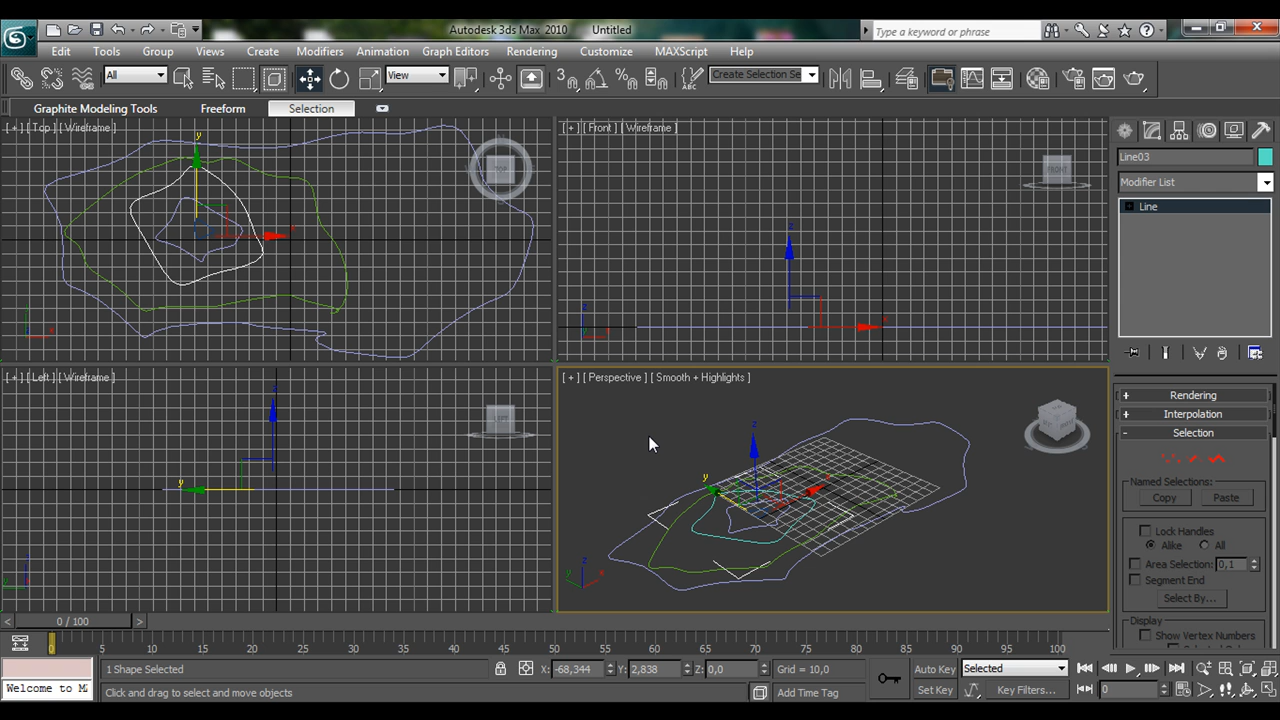 Autodesk 3ds Max 2010 Untitled
Type a keyword or phrase
Edit Tools Group Views Create Modifiers Animation Graph Editors Rendering Customize MAXScript Help
All View Create Selection Se
Graphite Modeling Tools Freeform Selection
[ + ] [ Top ] [ Wireframe ]
[ + ] [ Front ] [ Wireframe ]
TOP
FRONT
y
x
z
x
Line03
Modifier List
Line
[ + ] [ Left ] [ Wireframe ]
[ + ] [ Perspective ] [ Smooth + Highlights ]
LEFT
Rendering
Interpolation
Selection
Named Selections:
Copy Paste
Lock Handles
Alike All
Area Selection: 0,1
Segment End
Select By...
Display
Show Vertex Numbers
0 / 100
0 5 10 15 20 25 30 35 40 45 50 55 60 65 70 75 80 85 90 95 100
1 Shape Selected X: -68,344 Y: 2,838 Z: 0,0 Grid = 10,0 Auto Key Selected
Welcome to M
Click and drag to select and move objects Add Time Tag Set Key Key Filters... 0